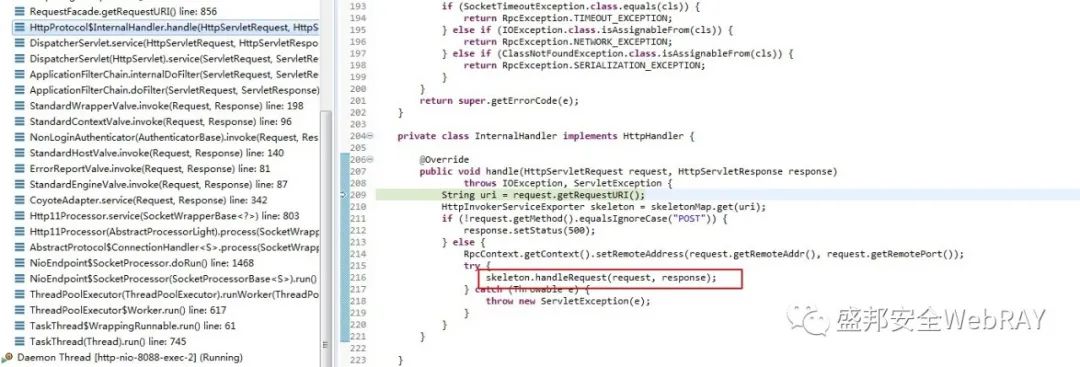 RequestFacade.getRequestURI() line: 856
HttpProtocol$InternalHandler.handle(HttpServletRequest, HttpS
DispatcherServlet.service(HttpServletRequest, HttpServletRespo
DispatcherServlet(HttpServlet).service(ServletRequest, ServletRe
ApplicationFilterChain.internalDoFilter(ServletRequest, ServletR
ApplicationFilterChain.doFilter(ServletRequest, ServletResponse)
StandardWrapperValve.invoke(Request, Response) line: 198
StandardContextValve.invoke(Request, Response) line: 96
NonLoginAuthenticator(AuthenticatorBase).invoke(Request, Res
StandardHostValve.invoke(Request, Response) line: 140
ErrorReportValve.invoke(Request, Response) line: 81
StandardEngineValve.invoke(Request, Response) line: 87
CoyoteAdapter.service(Request, Response) line: 342
Http11Processor.service(SocketWrapperBase<?>) line: 803
Http11Processor(AbstractProcessorLight).process(SocketWrapp
AbstractProtocol$ConnectionHandler<S>.process(SocketWrapp
NioEndpoint$SocketProcessor.doRun() line: 1468
NioEndpoint$SocketProcessor(SocketProcessorBase<S>).run()
ThreadPoolExecutor(ThreadPoolExecutor).runWorker(ThreadPoo
ThreadPoolExecutor$Worker.run() line: 617
TaskThread$WrappingRunnable.run() line: 61
TaskThread(Thread).run() line: 745
Daemon Thread [http-nio-8088-exec-2] (Running)
193 if (SocketTimeoutException.class.equals(cls)) {
194 return RpcException.TIMEOUT_EXCEPTION;
195 } else if (IOException.class.isAssignableFrom(cls)) {
196 return RpcException.NETWORK_EXCEPTION;
197 } else if (ClassNotFoundException.class.isAssignableFrom(cls)) {
198 return RpcException.SERIALIZATION_EXCEPTION;
199 }
200 }
201 return super.getErrorCode(e);
202 }
203
204 private class InternalHandler implements HttpHandler {
205
206 @Override
207 public void handle(HttpServletRequest request, HttpServletResponse response)
208 throws IOException, ServletException {
209 String uri = request.getRequestURI();
210 HttpInvokerServiceExporter skeleton = skeletonMap.get(uri);
211 if (!request.getMethod().equalsIgnoreCase("POST")) {
212 response.setStatus(500);
213 } else {
214 RpcContext.getContext().setRemoteAddress(request.getRemoteAddr(), request.getRemotePort());
215 try {
216 skeleton.handleRequest(request, response);
217 } catch (Throwable e) {
218 throw new ServletException(e);
219 }
220 }
221 }
222
223 }
盛邦安全WebRAY